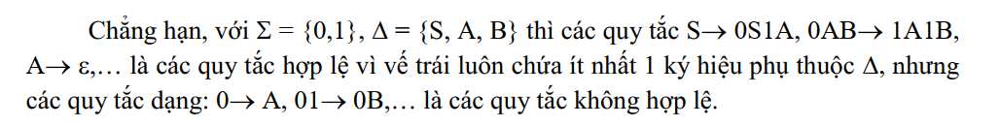 Chẳng hạn, với Σ = {0,1}, Δ = {S, A, B} thì các quy tắc S→ 0S1A, 0AB→ 1A1B,
A→ ε,… là các quy tắc hợp lệ vì vế trái luôn chứa ít nhất 1 ký hiệu phụ thuộc Δ, nhưng
các quy tắc dạng: 0→ A, 01→ 0B,… là các quy tắc không hợp lệ.